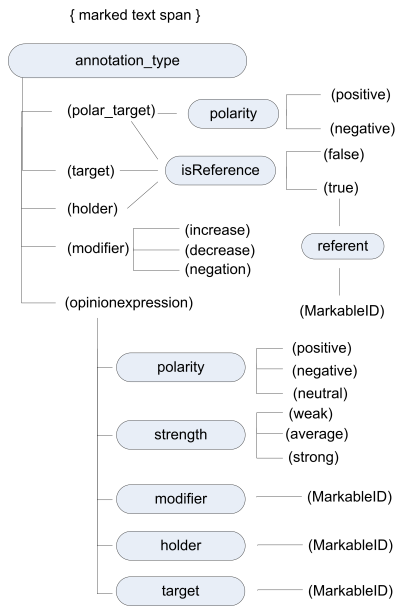 { marked text span }
annotation_type
(polar_target)
polarity
(positive)
(negative)
(target)
isReference
(false)
(true)
(holder)
(modifier)
(increase)
(decrease)
(negation)
referent
(MarkableID)
(opinionexpression)
polarity
(positive)
(negative)
(neutral)
strength
(weak)
(average)
(strong)
modifier
(MarkableID)
holder
(MarkableID)
target
(MarkableID)